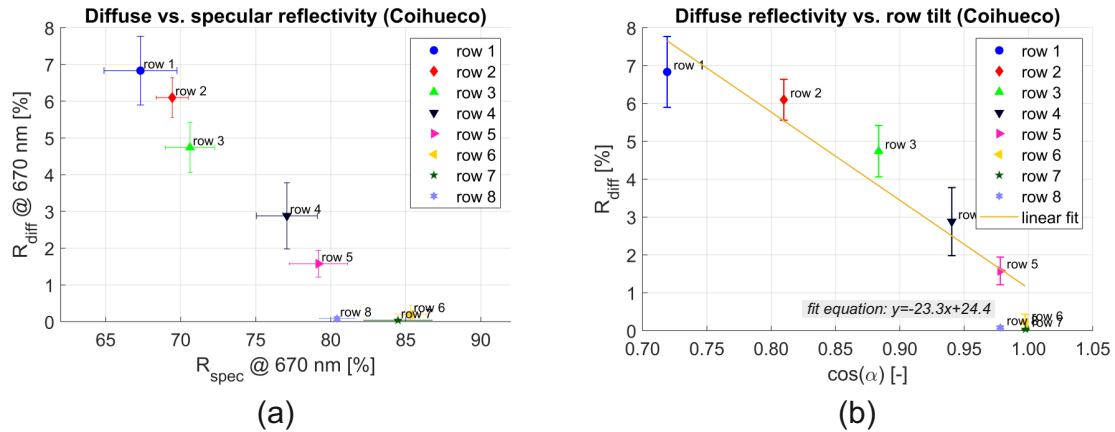 Diffuse vs. specular reflectivity (Coihueco)
8
7
6
5
4
3
2
1
0
R_diff @ 670 nm [%]
row 1
row 2
row 3
row 4
row 5
row 6
row 7
row 8
row 1
row 2
row 3
row 4
row 5
row 6
row 7
row 8
65
70
75
80
85
90
R_spec @ 670 nm [%]
(a)
Diffuse reflectivity vs. row tilt (Coihueco)
8
7
6
5
4
3
2
1
0
R_diff [%]
row 1
row 2
row 3
row
row 5
row 6
row 8
row 7
row 1
row 2
row 3
row 4
row 5
row 6
row 7
row 8
linear fit
fit equation: y=-23.3x+24.4
0.70
0.75
0.80
0.85
0.90
0.95
1.00
1.05
cos(α) [-]
(b)